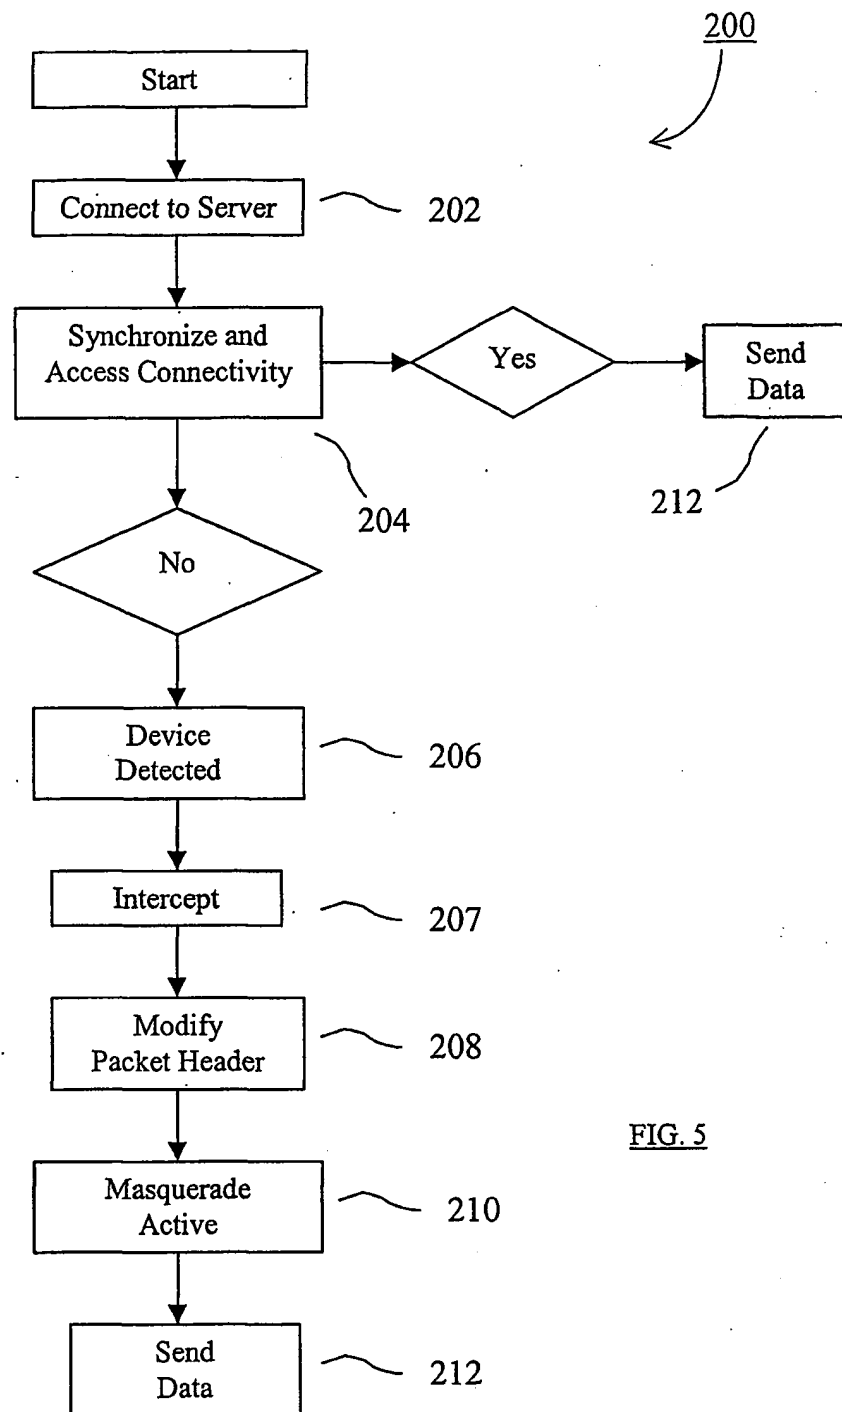 200
Start
Connect to Server
202
Synchronize and
Access Connectivity
Yes
Send
Data
204
212
No
Device
Detected
206
Intercept
207
Modify
Packet Header
208
FIG. 5
Masquerade
Active
210
Send
Data
212